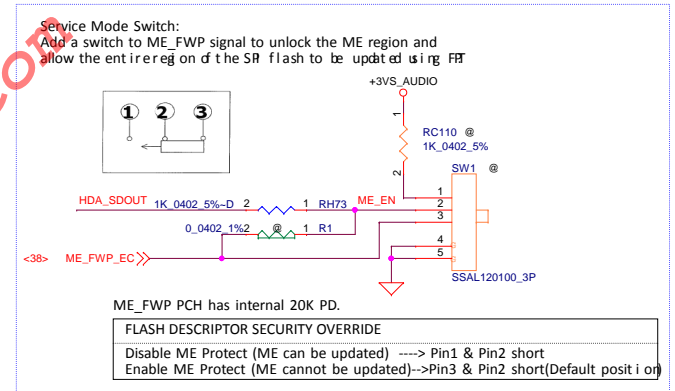 Service Mode Switch:
Add a switch to ME_FWP signal to unlock the ME region and
allow the entire region of the SPI flash to be updated using FPT
+3VS_AUDIO
1 2 3
1
RC110 @
1K_0402_5%
2
SW1 @
HDA_SDOUT 1K_0402_5%~D 2 1 RH73 ME_EN
1
2
3
0_0402_1% 2 @ 1 R1
4
5
<38> ME_FWP_EC
SSAL120100_3P
ME_FWP PCH has internal 20K PD.
FLASH DESCRIPTOR SECURITY OVERRIDE
Disable ME Protect (ME can be updated) ----> Pin1 & Pin2 short
Enable ME Protect (ME cannot be updated)-->Pin3 & Pin2 short(Default position)
com